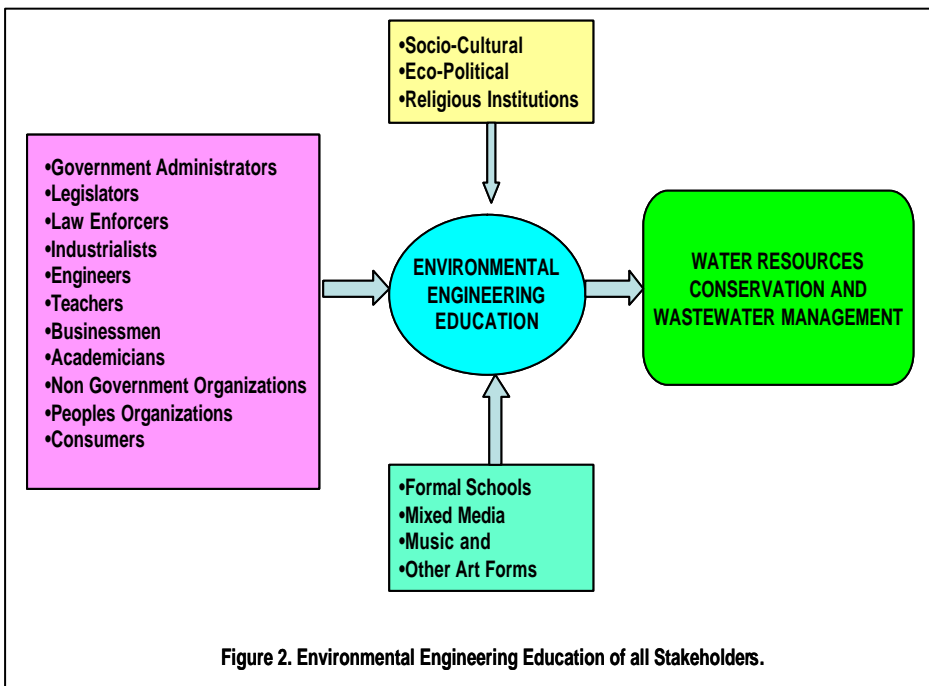 •Socio-Cultural
•Eco-Political
•Religious Institutions
•Government Administrators
•Legislators
•Law Enforcers
•Industrialists
•Engineers
•Teachers
•Businessmen
•Academicians
•Non Government Organizations
•Peoples Organizations
•Consumers
ENVIRONMENTAL
ENGINEERING
EDUCATION
WATER RESOURCES
CONSERVATION AND
WASTEWATER MANAGEMENT
•Formal Schools
•Mixed Media
•Music and
•Other Art Forms
Figure 2. Environmental Engineering Education of all Stakeholders.